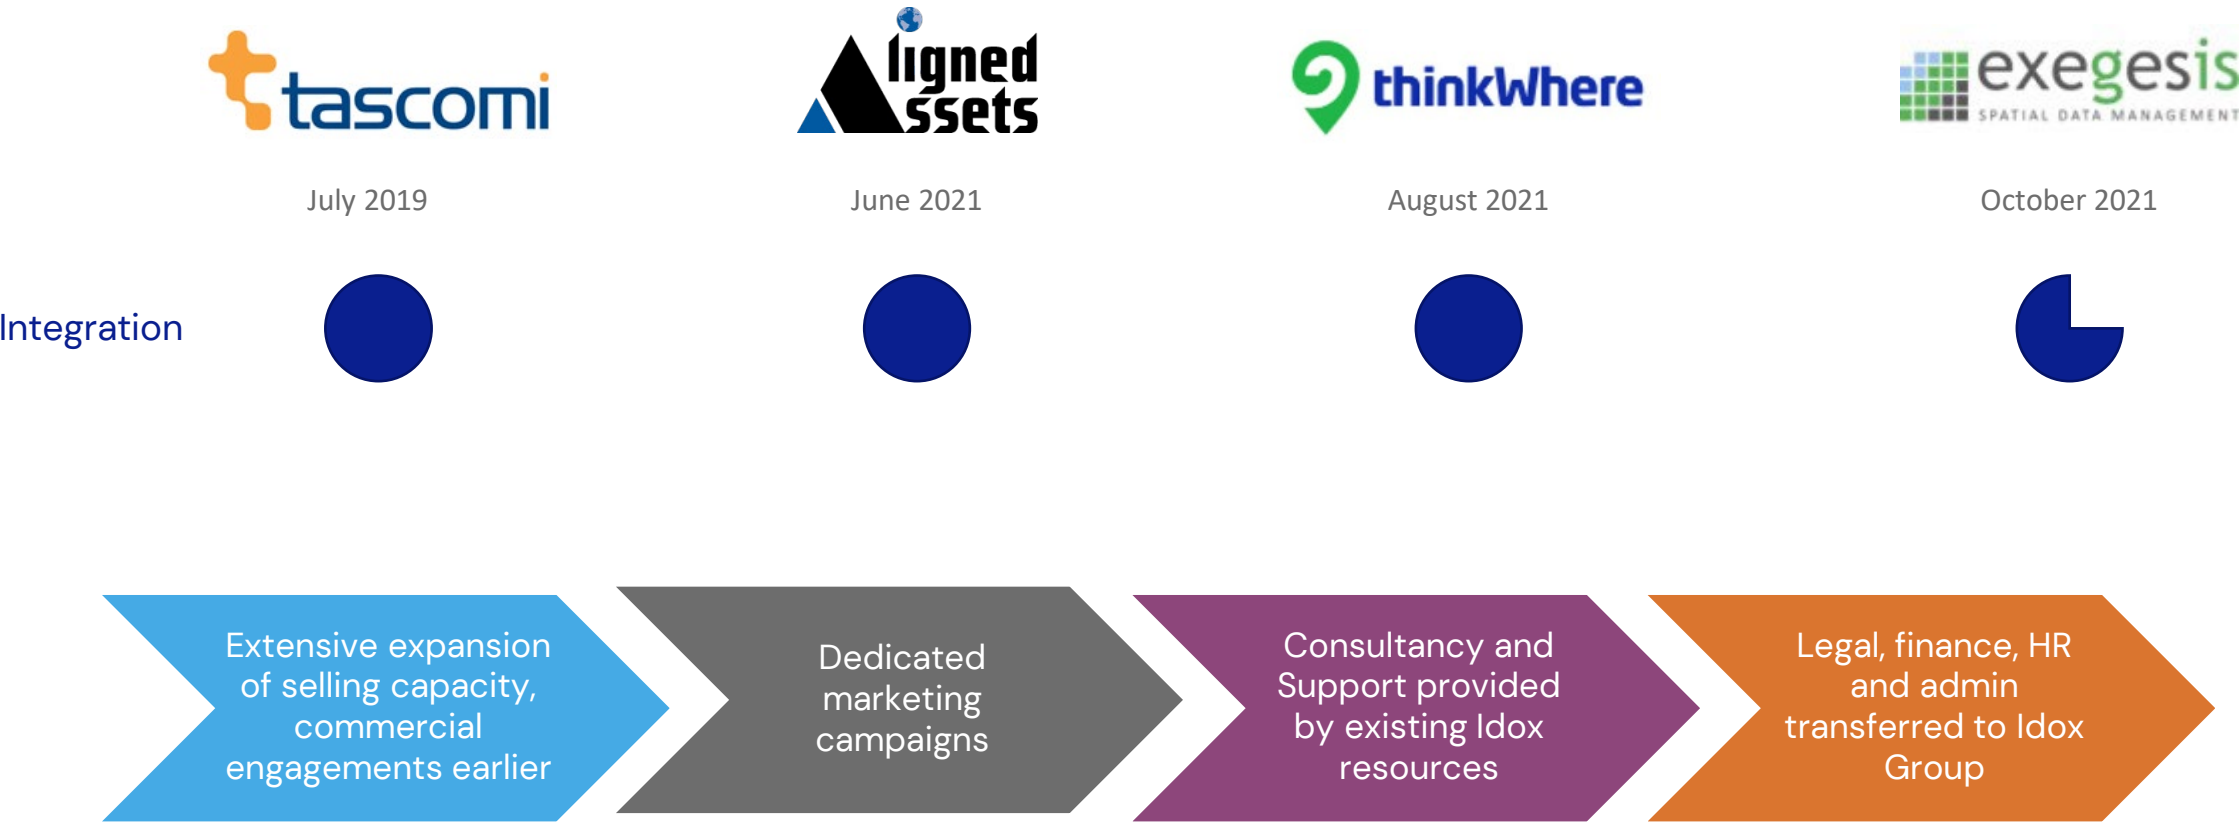 tascomi
Aligned
Assets
thinkWhere
exegesis
SPATIAL DATA MANAGEMENT
July 2019
June 2021
August 2021
October 2021
Integration
Extensive expansion
of selling capacity,
commercial
engagements earlier
Dedicated
marketing
campaigns
Consultancy and
Support provided
by existing Idox
resources
Legal, finance, HR
and admin
transferred to Idox
Group